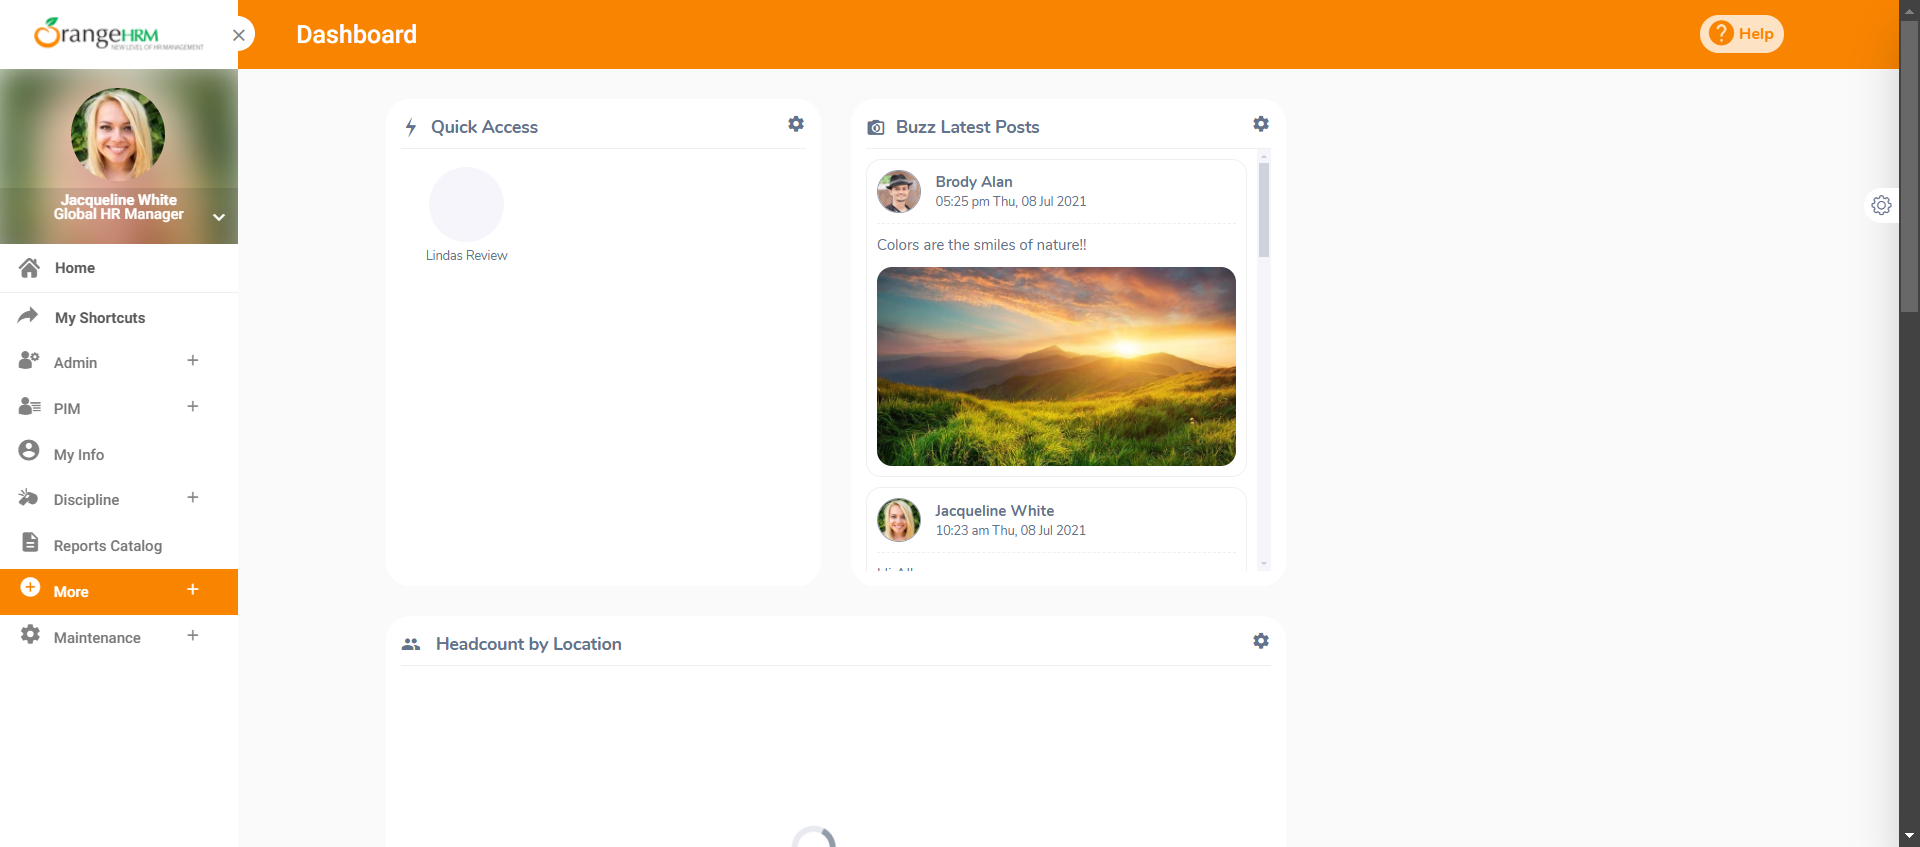 OrangeHRM
NEW LEVEL OF HR MANAGEMENT
Dashboard
? Help
Jacqueline White
Global HR Manager
Home
My Shortcuts
Admin
PIM
My Info
Discipline
Reports Catalog
More
Maintenance
Quick Access
Lindas Review
Buzz Latest Posts
Brody Alan
05:25 pm Thu, 08 Jul 2021
Colors are the smiles of nature!!
Jacqueline White
10:23 am Thu, 08 Jul 2021
Hi All
Headcount by Location